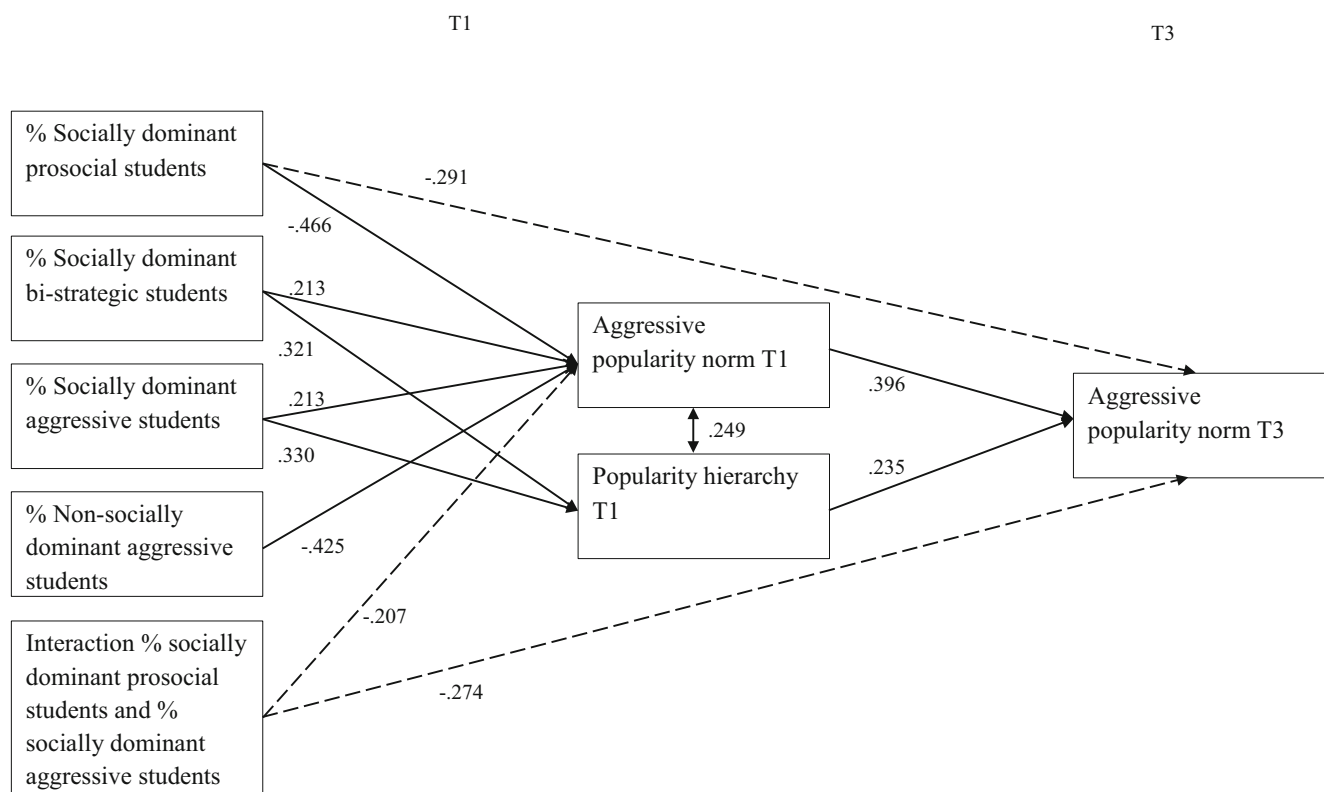 T1
T3
% Socially dominant
prosocial students
-.291
-.466
% Socially dominant
bi-strategic students
.213
.321
Aggressive
popularity norm T1
% Socially dominant
aggressive students
.213
.330
.396
Aggressive
popularity norm T3
.249
.235
Popularity hierarchy
T1
% Non-socially
dominant aggressive
students
-.425
-.207
Interaction % socially
dominant prosocial
students and %
socially dominant
aggressive students
-.274